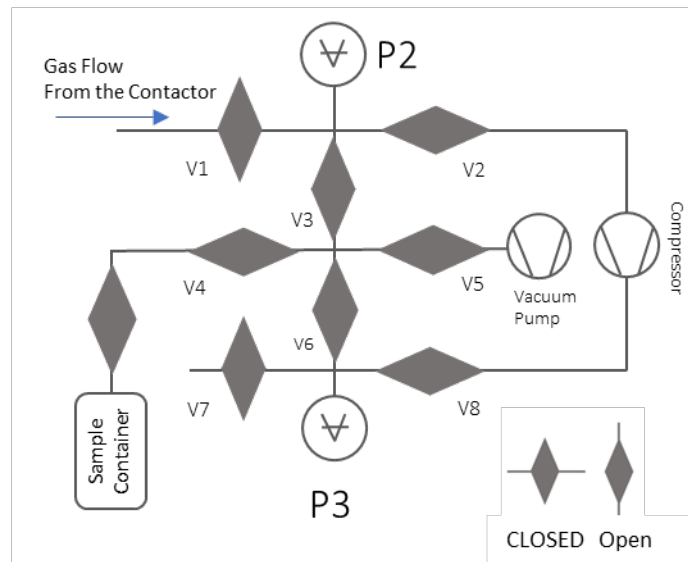 P2
Gas Flow
From the Contactor
V1
V2
V3
Compressor
V4
V5
Vacuum
Pump
V6
V7
V8
Sample
Container
P3
CLOSED
Open